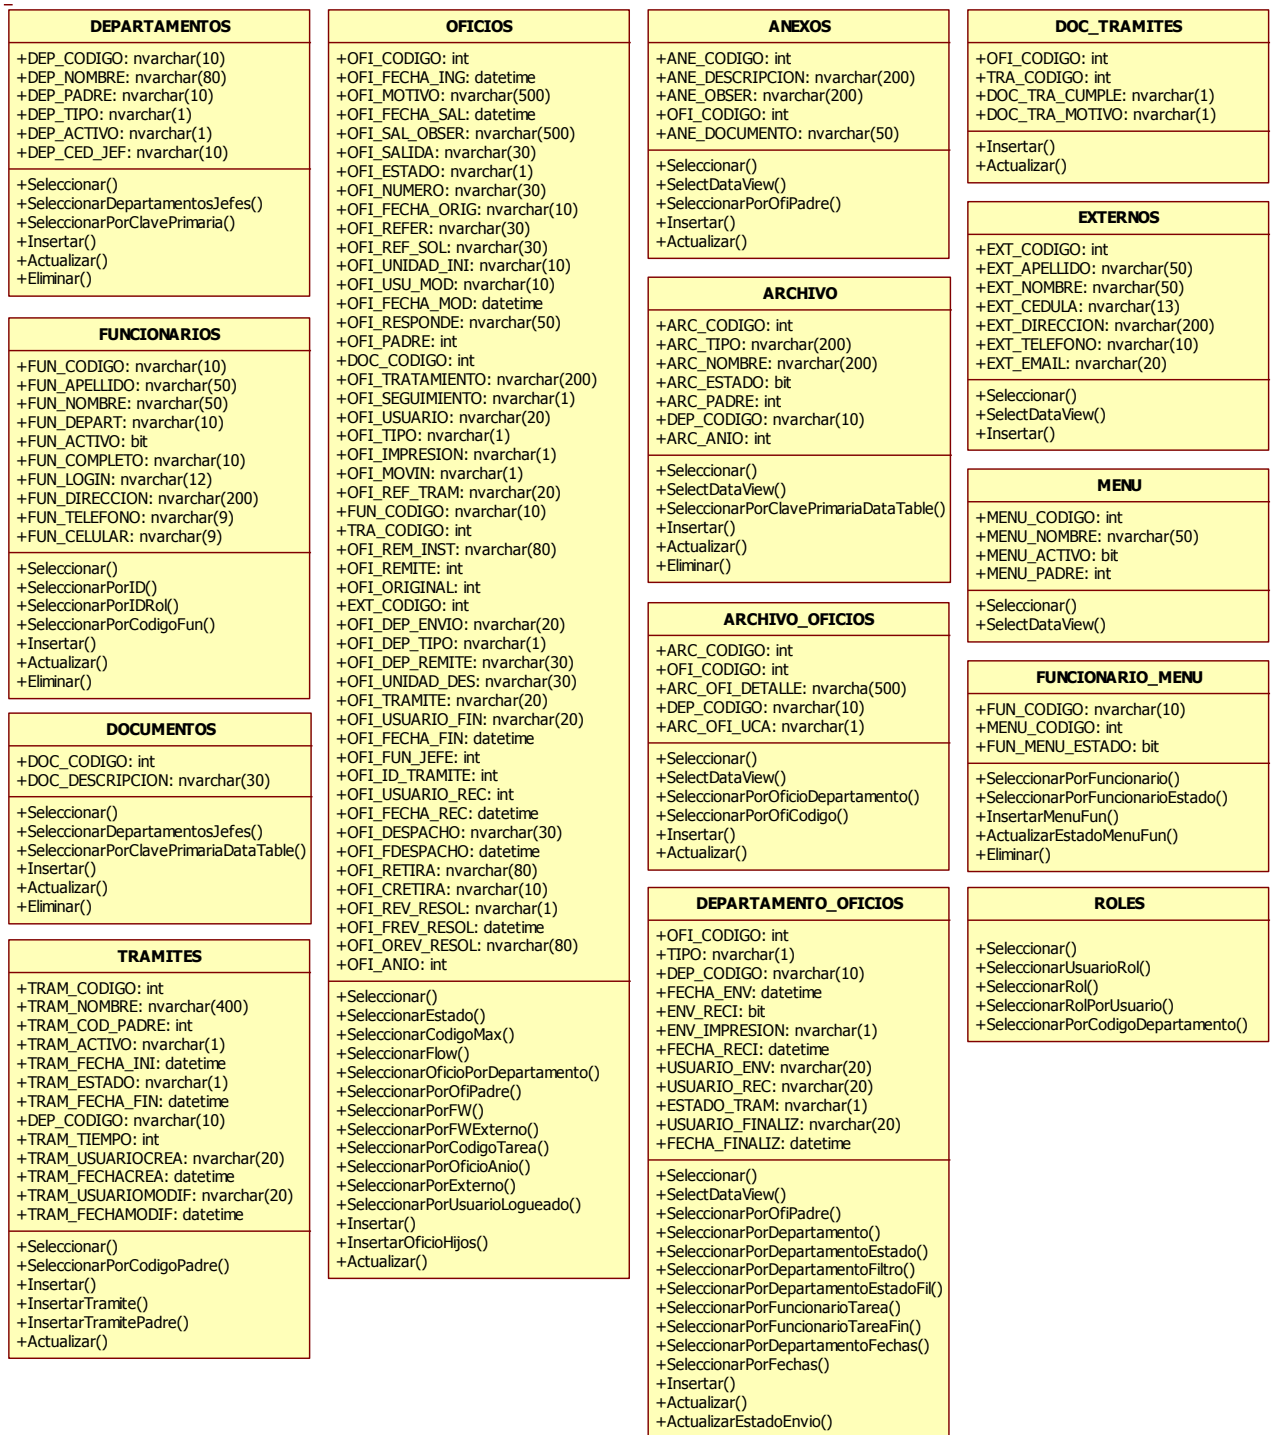 DEPARTAMENTOS
+DEP_CODIGO: nvarchar(10)
+DEP_NOMBRE: nvarchar(80)
+DEP_PADRE: nvarchar(10)
+DEP_TIPO: nvarchar(1)
+DEP_ACTIVO: nvarchar(1)
+DEP_CED_JEF: nvarchar(10)
+Seleccionar()
+SeleccionarDepartamentosJefes()
+SeleccionarPorClavePrimaria()
+Insertar()
+Actualizar()
+Eliminar()
FUNCIONARIOS
+FUN_CODIGO: nvarchar(10)
+FUN_APELLIDO: nvarchar(50)
+FUN_NOMBRE: nvarchar(50)
+FUN_DEPART: nvarchar(10)
+FUN_ACTIVO: bit
+FUN_COMPLETO: nvarchar(10)
+FUN_LOGIN: nvarchar(12)
+FUN_DIRECCION: nvarchar(200)
+FUN_TELEFONO: nvarchar(9)
+FUN_CELULAR: nvarchar(9)
+Seleccionar()
+SeleccionarPorID()
+SeleccionarPorIDRol()
+SeleccionarPorCodigoFun()
+Insertar()
+Actualizar()
+Eliminar()
DOCUMENTOS
+DOC_CODIGO: int
+DOC_DESCRIPCION: nvarchar(30)
+Seleccionar()
+SeleccionarDepartamentosJefes()
+SeleccionarPorClavePrimariaDataTable()
+Insertar()
+Actualizar()
+Eliminar()
TRAMITES
+TRAM_CODIGO: int
+TRAM_NOMBRE: nvarchar(400)
+TRAM_COD_PADRE: int
+TRAM_ACTIVO: nvarchar(1)
+TRAM_FECHA_INI: datetime
+TRAM_ESTADO: nvarchar(1)
+TRAM_FECHA_FIN: datetime
+DEP_CODIGO: nvarchar(10)
+TRAM_TIEMPO: int
+TRAM_USUARIOCREA: nvarchar(20)
+TRAM_FECHACREA: datetime
+TRAM_USUARIOMODIF: nvarchar(20)
+TRAM_FECHAMODIF: datetime
+Seleccionar()
+SeleccionarPorCodigoPadre()
+Insertar()
+InsertarTramite()
+InsertarTramitePadre()
+Actualizar()
OFICIOS
+OFI_CODIGO: int
+OFI_FECHA_ING: datetime
+OFI_MOTIVO: nvarchar(500)
+OFI_FECHA_SAL: datetime
+OFI_SAL_OBSER: nvarchar(500)
+OFI_SALIDA: nvarchar(30)
+OFI_ESTADO: nvarchar(1)
+OFI_NUMERO: nvarchar(30)
+OFI_FECHA_ORIG: nvarchar(10)
+OFI_REFER: nvarchar(30)
+OFI_REF_SOL: nvarchar(30)
+OFI_UNIDAD_INI: nvarchar(10)
+OFI_USU_MOD: nvarchar(10)
+OFI_FECHA_MOD: datetime
+OFI_RESPONDE: nvarchar(50)
+OFI_PADRE: int
+DOC_CODIGO: int
+OFI_TRATAMIENTO: nvarchar(200)
+OFI_SEGUIMIENTO: nvarchar(1)
+OFI_USUARIO: nvarchar(20)
+OFI_TIPO: nvarchar(1)
+OFI_IMPRESION: nvarchar(1)
+OFI_MOVIN: nvarchar(1)
+OFI_REF_TRAM: nvarchar(20)
+FUN_CODIGO: nvarchar(10)
+TRA_CODIGO: int
+OFI_REM_INST: nvarchar(80)
+OFI_REMITE: int
+OFI_ORIGINAL: int
+EXT_CODIGO: int
+OFI_DEP_ENVIO: nvarchar(20)
+OFI_DEP_TIPO: nvarchar(1)
+OFI_DEP_REMITE: nvarchar(30)
+OFI_UNIDAD_DES: nvarchar(30)
+OFI_TRAMITE: nvarchar(20)
+OFI_USUARIO_FIN: nvarchar(20)
+OFI_FECHA_FIN: datetime
+OFI_FUN_JEFE: int
+OFI_ID_TRAMITE: int
+OFI_USUARIO_REC: int
+OFI_FECHA_REC: datetime
+OFI_DESPACHO: nvarchar(30)
+OFI_FDESPACHO: datetime
+OFI_RETIRA: nvarchar(80)
+OFI_CRETIRA: nvarchar(10)
+OFI_REV_RESOL: nvarchar(1)
+OFI_FREV_RESOL: datetime
+OFI_OREV_RESOL: nvarchar(80)
+OFI_ANIO: int
+Seleccionar()
+SeleccionarEstado()
+SeleccionarCodigoMax()
+SeleccionarFlow()
+SeleccionarOficioPorDepartamento()
+SeleccionarPorOfiPadre()
+SeleccionarPorFW()
+SeleccionarPorFWExterno()
+SeleccionarPorCodigoTarea()
+SeleccionarPorOficioAnio()
+SeleccionarPorExterno()
+SeleccionarPorUsuarioLogueado()
+Insertar()
+InsertarOficioHijos()
+Actualizar()
ANEXOS
+ANE_CODIGO: int
+ANE_DESCRIPCION: nvarchar(200)
+ANE_OBSER: nvarchar(200)
+OFI_CODIGO: int
+ANE_DOCUMENTO: nvarchar(50)
+Seleccionar()
+SelectDataView()
+SeleccionarPorOfiPadre()
+Insertar()
+Actualizar()
ARCHIVO
+ARC_CODIGO: int
+ARC_TIPO: nvarchar(200)
+ARC_NOMBRE: nvarchar(200)
+ARC_ESTADO: bit
+ARC_PADRE: int
+DEP_CODIGO: nvarchar(10)
+ARC_ANIO: int
+Seleccionar()
+SelectDataView()
+SeleccionarPorClavePrimariaDataTable()
+Insertar()
+Actualizar()
+Eliminar()
ARCHIVO_OFICIOS
+ARC_CODIGO: int
+OFI_CODIGO: int
+ARC_OFI_DETALLE: nvarcha(500)
+DEP_CODIGO: nvarchar(10)
+ARC_OFI_UCA: nvarchar(1)
+Seleccionar()
+SelectDataView()
+SeleccionarPorOficioDepartamento()
+SeleccionarPorOfiCodigo()
+Insertar()
+Actualizar()
DEPARTAMENTO_OFICIOS
+OFI_CODIGO: int
+TIPO: nvarchar(1)
+DEP_CODIGO: nvarchar(10)
+FECHA_ENV: datetime
+ENV_RECI: bit
+ENV_IMPRESION: nvarchar(1)
+FECHA_RECI: datetime
+USUARIO_ENV: nvarchar(20)
+USUARIO_REC: nvarchar(20)
+ESTADO_TRAM: nvarchar(1)
+USUARIO_FINALIZ: nvarchar(20)
+FECHA_FINALIZ: datetime
+Seleccionar()
+SelectDataView()
+SeleccionarPorOfiPadre()
+SeleccionarPorDepartamento()
+SeleccionarPorDepartamentoEstado()
+SeleccionarPorDepartamentoFiltro()
+SeleccionarPorDepartamentoEstadoFil()
+SeleccionarPorFuncionarioTarea()
+SeleccionarPorFuncionarioTareaFin()
+SeleccionarPorDepartamentoFechas()
+SeleccionarPorFechas()
+Insertar()
+Actualizar()
+ActualizarEstadoEnvio()
DOC_TRAMITES
+OFI_CODIGO: int
+TRA_CODIGO: int
+DOC_TRA_CUMPLE: nvarchar(1)
+DOC_TRA_MOTIVO: nvarchar(1)
+Insertar()
+Actualizar()
EXTERNOS
+EXT_CODIGO: int
+EXT_APELLIDO: nvarchar(50)
+EXT_NOMBRE: nvarchar(50)
+EXT_CEDULA: nvarchar(13)
+EXT_DIRECCION: nvarchar(200)
+EXT_TELEFONO: nvarchar(10)
+EXT_EMAIL: nvarchar(20)
+Seleccionar()
+SelectDataView()
+Insertar()
MENU
+MENU_CODIGO: int
+MENU_NOMBRE: nvarchar(50)
+MENU_ACTIVO: bit
+MENU_PADRE: int
+Seleccionar()
+SelectDataView()
FUNCIONARIO_MENU
+FUN_CODIGO: nvarchar(10)
+MENU_CODIGO: int
+FUN_MENU_ESTADO: bit
+SeleccionarPorFuncionario()
+SeleccionarPorFuncionarioEstado()
+InsertarMenuFun()
+ActualizarEstadoMenuFun()
+Eliminar()
ROLES
+Seleccionar()
+SeleccionarUsuarioRol()
+SeleccionarRol()
+SeleccionarRolPorUsuario()
+SeleccionarPorCodigoDepartamento()